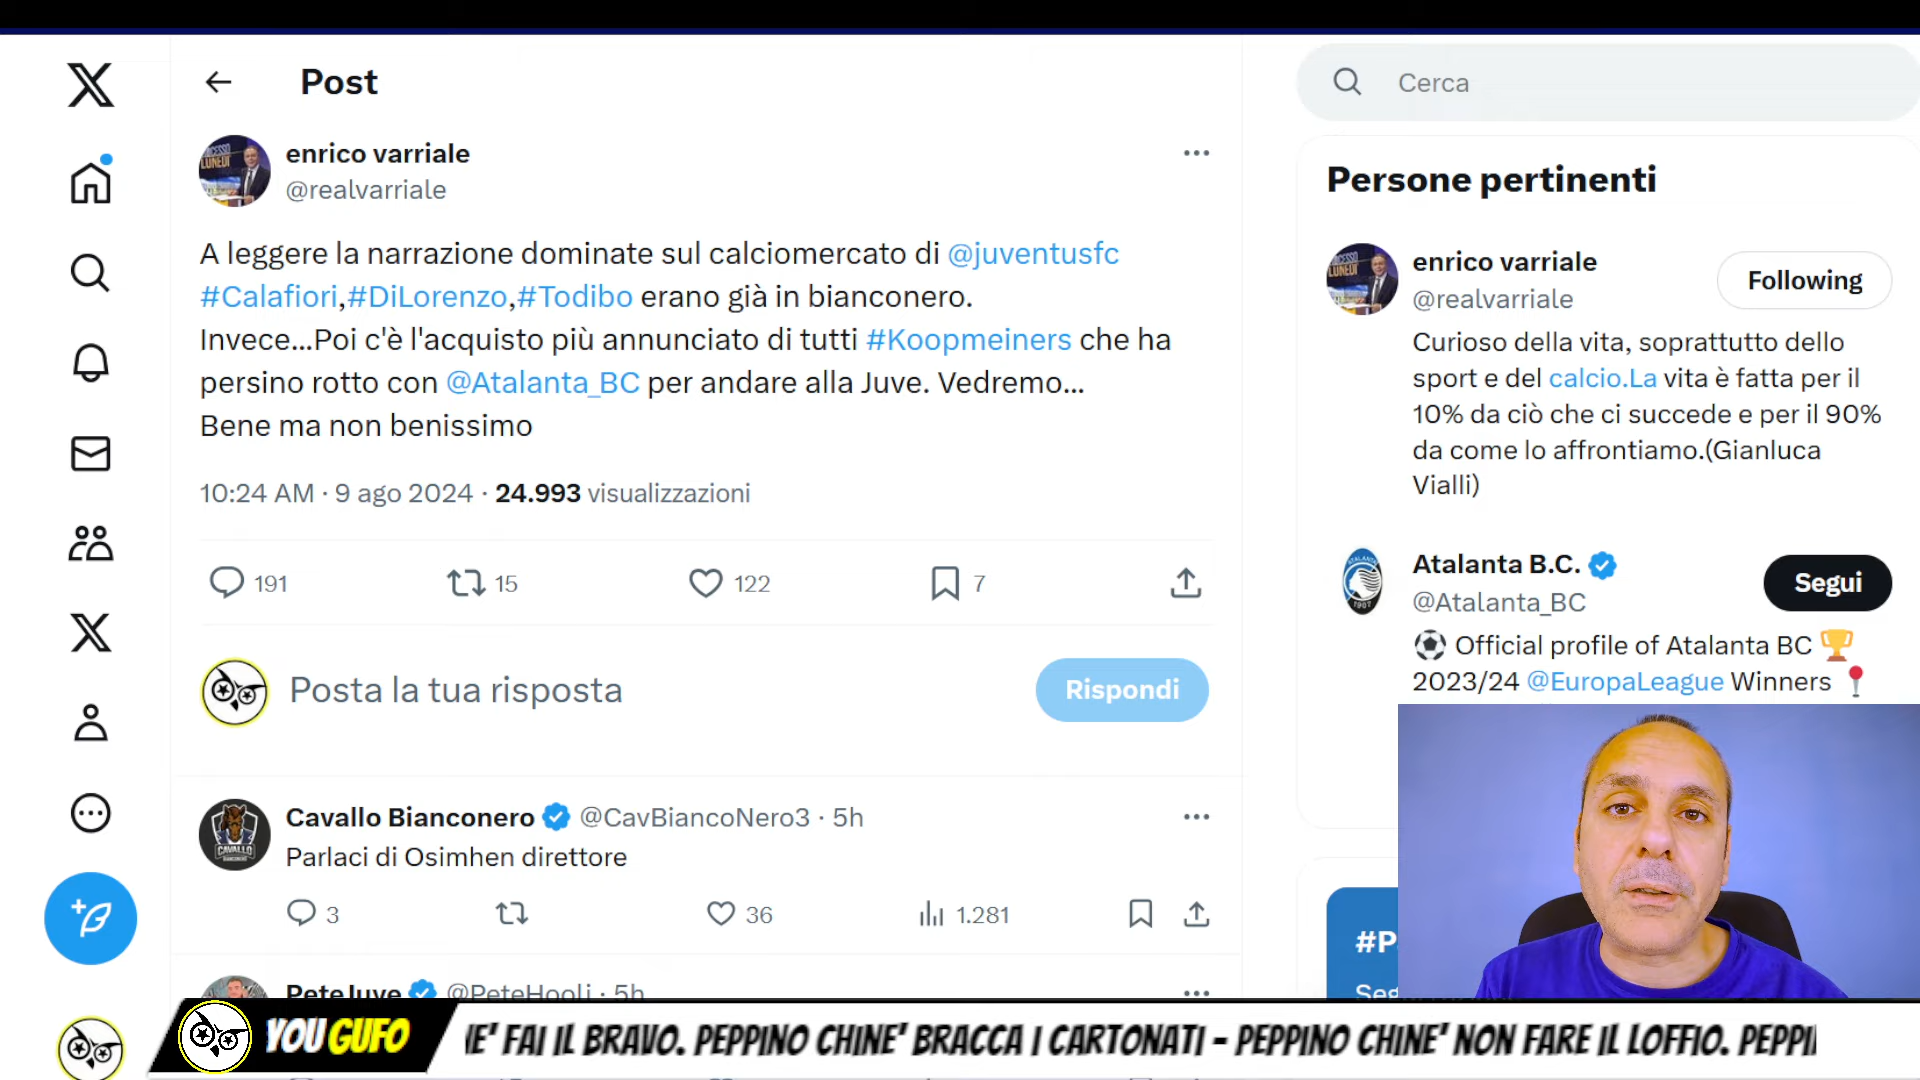 Post
Cerca
enrico varriale
@realvarriale
A leggere la narrazione dominate sul calciomercato di @juventusfc
#Calafiori,#DiLorenzo,#Todibo erano già in bianconero.
Invece...Poi c'è l'acquisto più annunciato di tutti #Koopmeiners che ha
persino rotto con @Atalanta_BC per andare alla Juve. Vedremo...
Bene ma non benissimo
10:24 AM · 9 ago 2024 · 24.993 visualizzazioni
191 15 122 7
Posta la tua risposta
Rispondi
Cavallo Bianconero @CavBiancoNero3 · 5h
Parlaci di Osimhen direttore
3 36 1.281
PeteJuve @PeteHooli · 5h
Persone pertinenti
enrico varriale
@realvarriale
Following
Curioso della vita, soprattutto dello
sport e del calcio.La vita è fatta per il
10% da ciò che ci succede e per il 90%
da come lo affrontiamo.(Gianluca
Vialli)
Atalanta B.C.
@Atalanta_BC
Segui
⚽ Official profile of Atalanta BC 🏆
2023/24 @EuropaLeague Winners 📍
#P
YOU GUFO
E' FAI IL BRAVO. PEPPINO CHINE' BRACCA I CARTONATI - PEPPINO CHINE' NON FARE IL LOFFIO. PEPPI